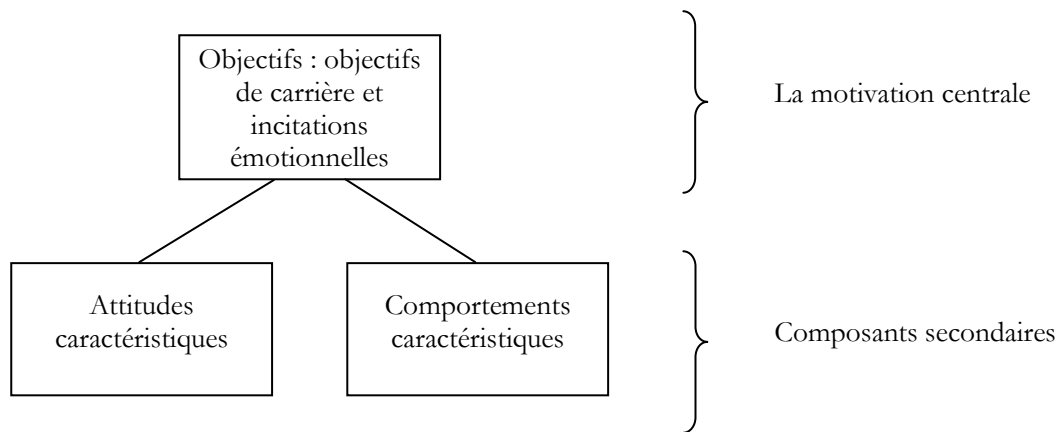 Objectifs : objectifs
de carrière et
incitations
émotionnelles
La motivation centrale
Attitudes
caractéristiques
Comportements
caractéristiques
Composants secondaires